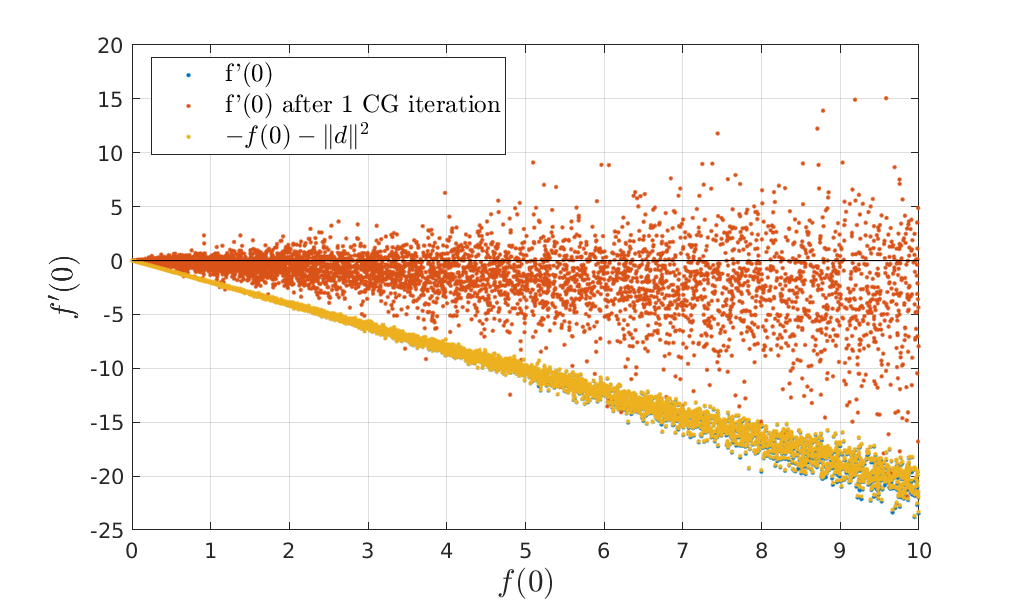 f'(0)
f'(0) after 1 CG iteration
−f(0) − ‖d‖²
20
15
10
5
0
-5
-10
-15
-20
-25
f′(0)
0 1 2 3 4 5 6 7 8 9 10
f(0)